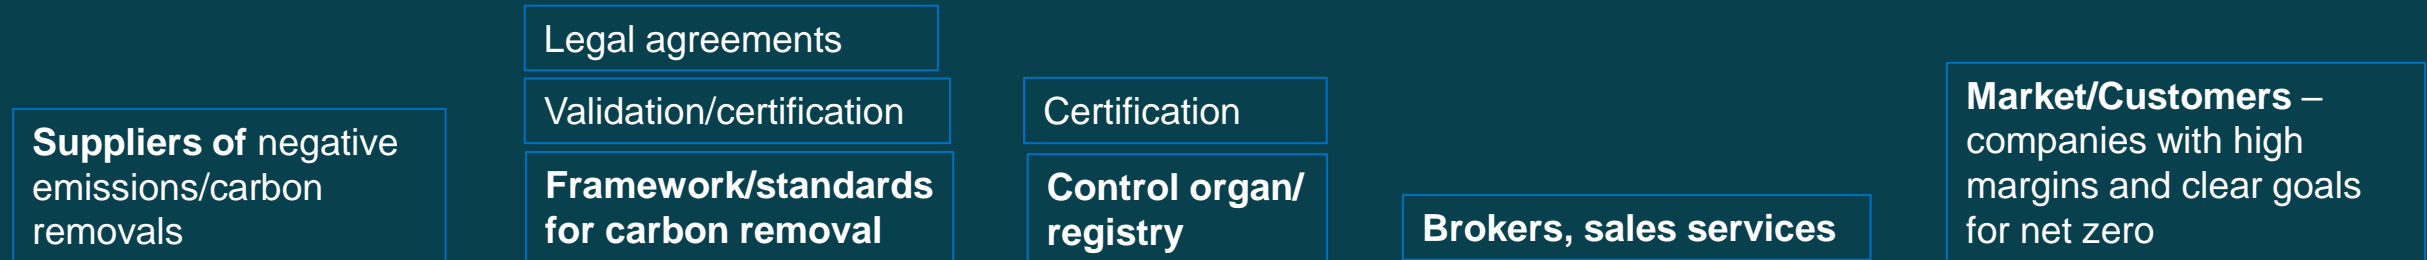 Suppliers of negative
emissions/carbon
removals
Legal agreements
Validation/certification
Framework/standards
for carbon removal
Certification
Control organ/
registry
Brokers, sales services
Market/Customers –
companies with high
margins and clear goals
for net zero